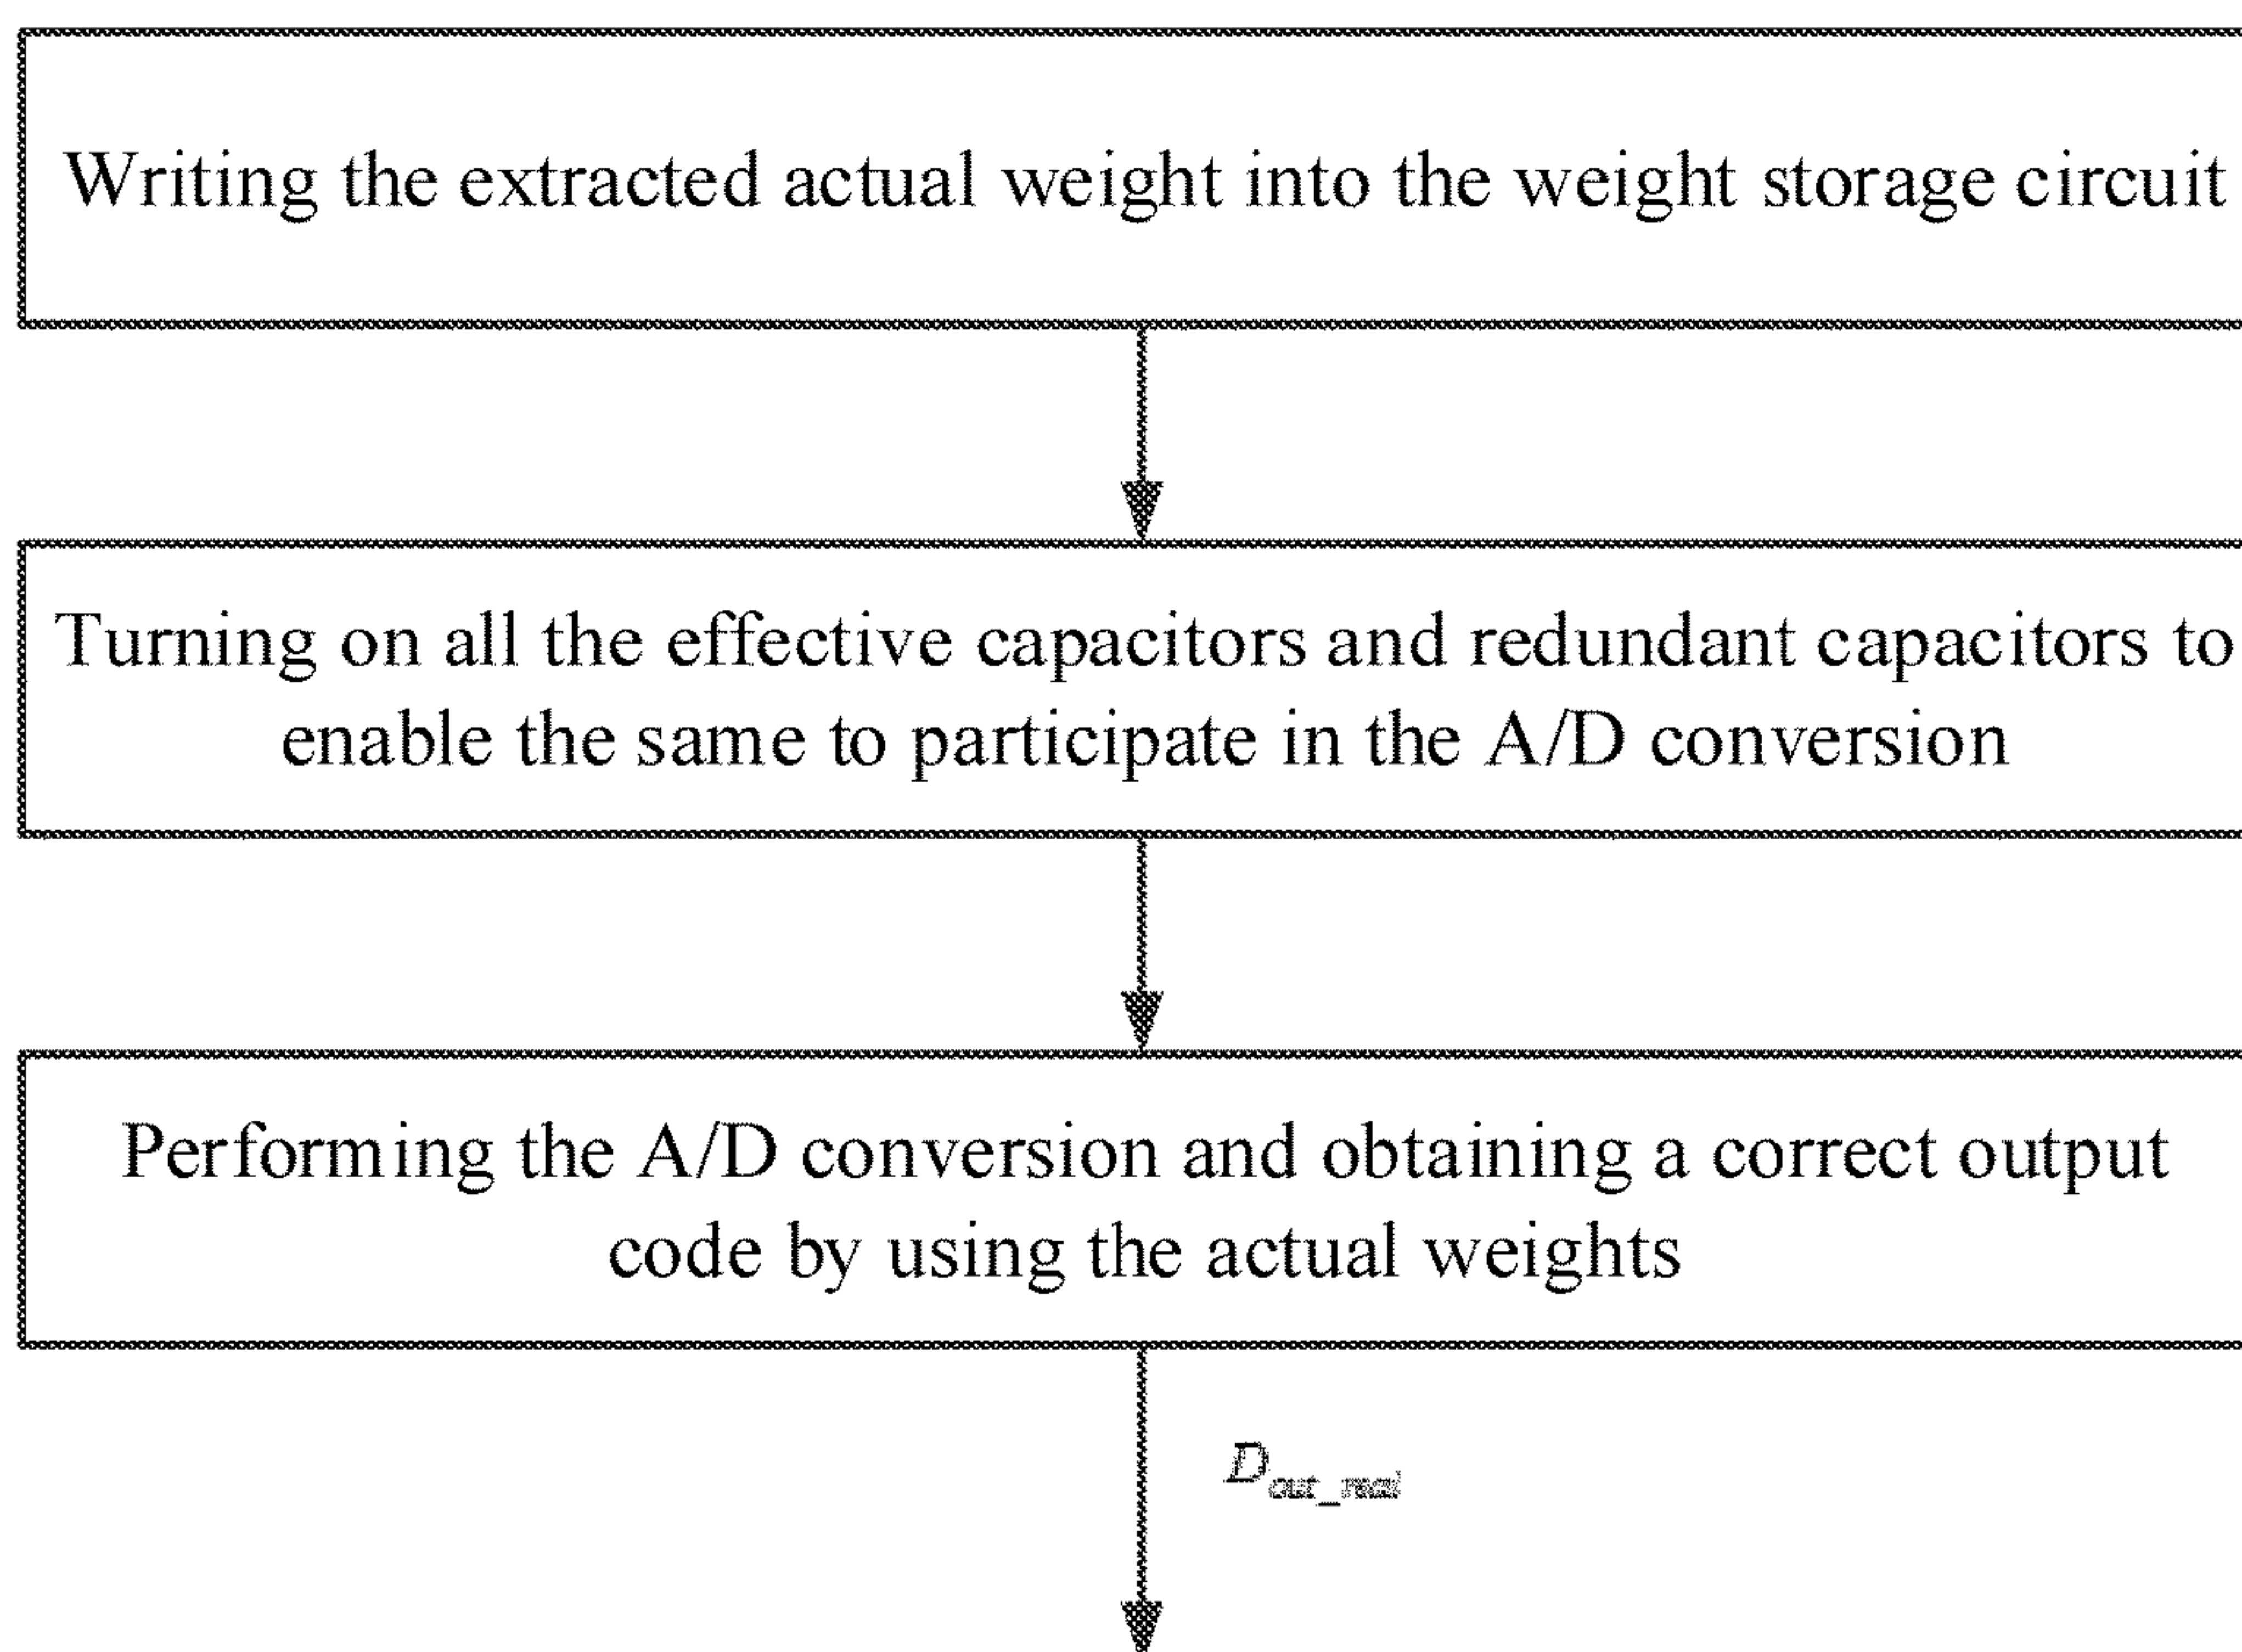 Writing the extracted actual weight into the weight storage circuit
Turning on all the effective capacitors and redundant capacitors to
enable the same to participate in the A/D conversion
Performing the A/D conversion and obtaining a correct output
code by using the actual weights
D_out_real